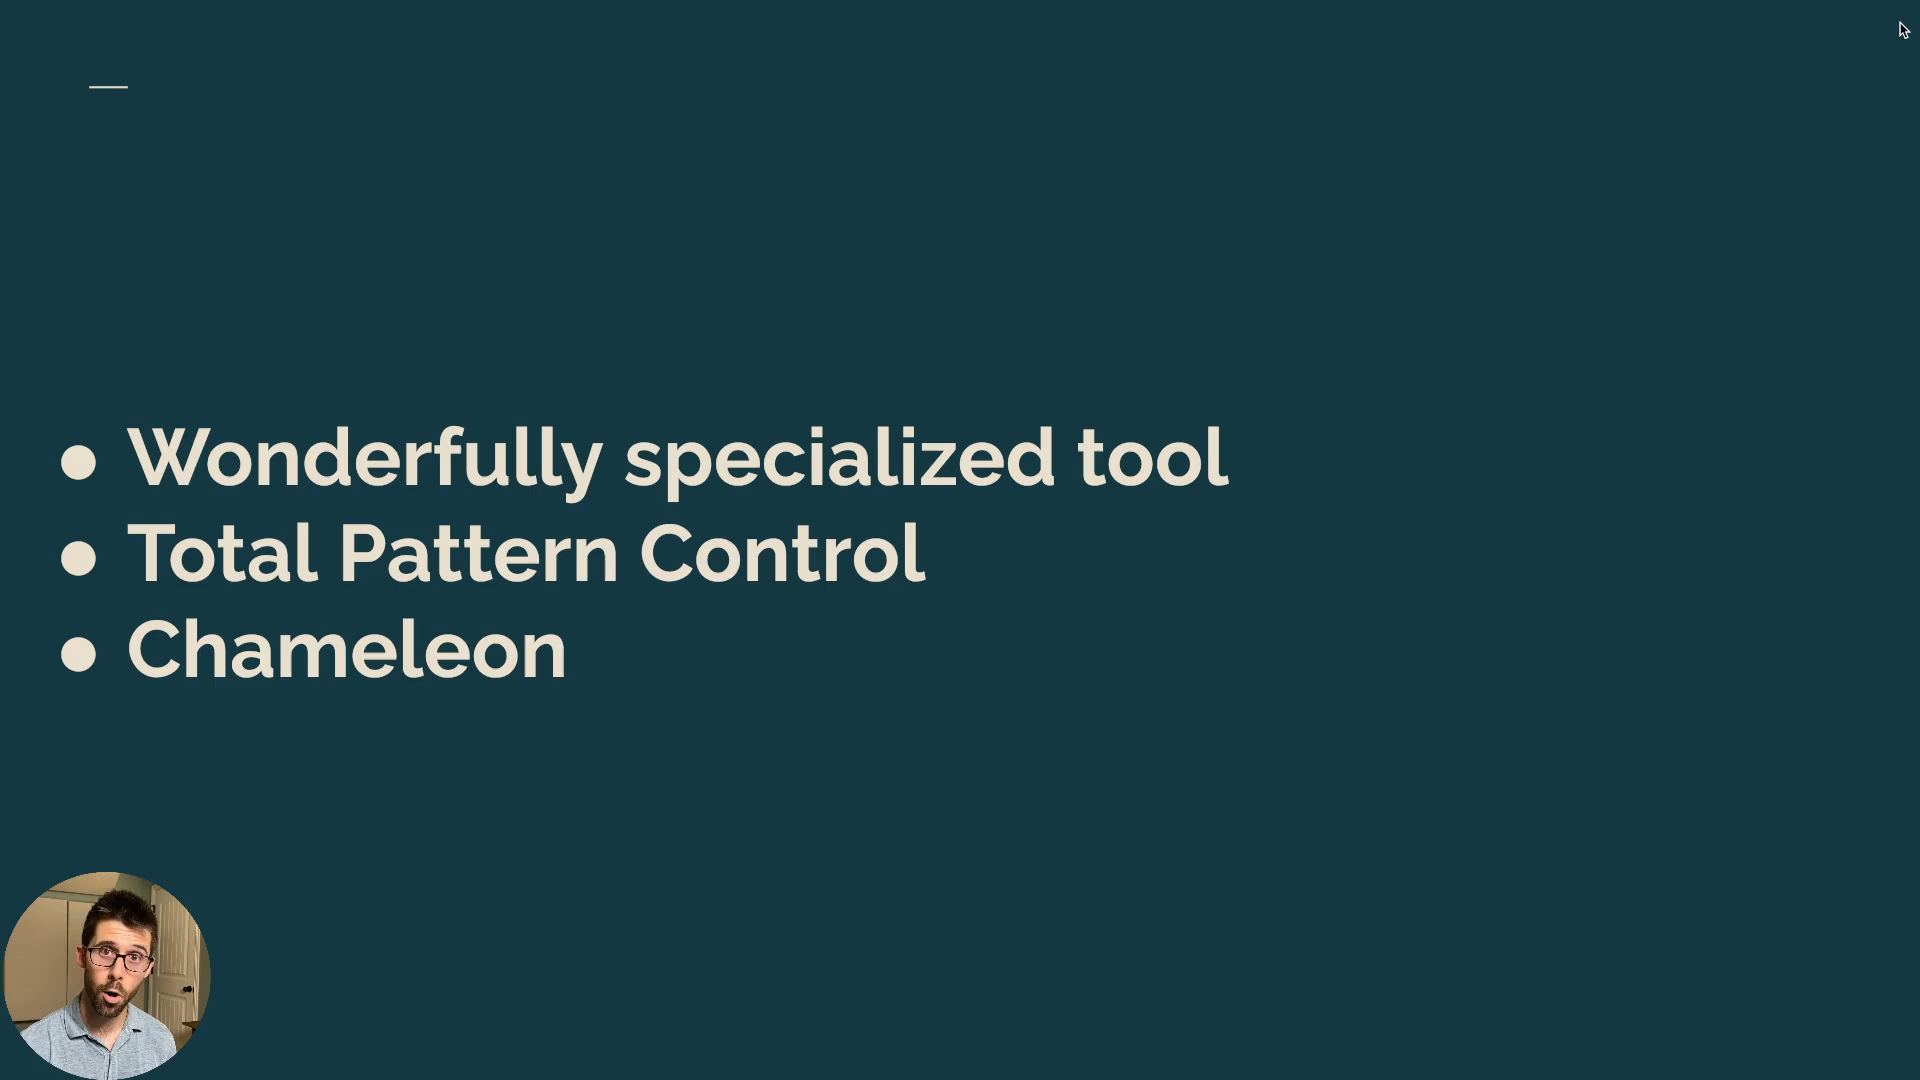 ● Wonderfully specialized tool
● Total Pattern Control
● Chameleon